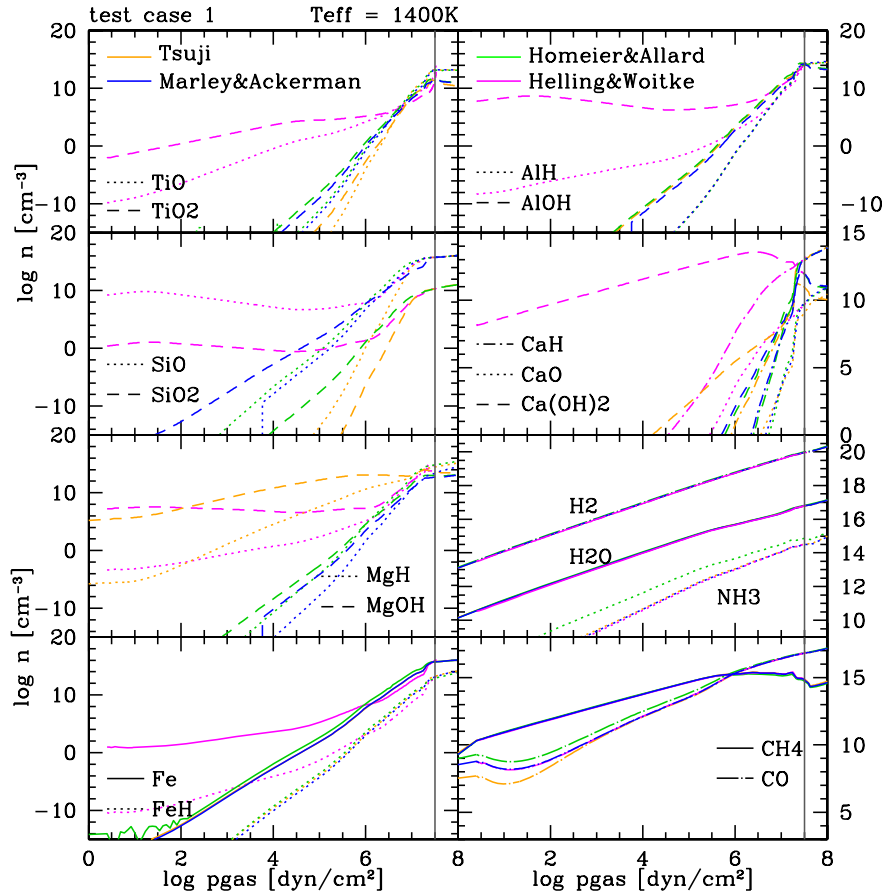 test case 1 Teff = 1400K
Tsuji
Marley&Ackerman
Homeier&Allard
Helling&Woitke
20
10
0
-10
20
10
0
-10
TiO
TiO2
AlH
AlOH
log n [cm⁻³]
20
10
0
-10
15
10
5
0
SiO
SiO2
CaH
CaO
Ca(OH)2
20
10
0
-10
20
18
16
14
12
10
MgH
MgOH
H2
H2O
NH3
log n [cm⁻³]
20
10
0
-10
15
10
5
Fe
FeH
CH4
CO
0 2 4 6 8 2 4 6 8
log pgas [dyn/cm²] log pgas [dyn/cm²]